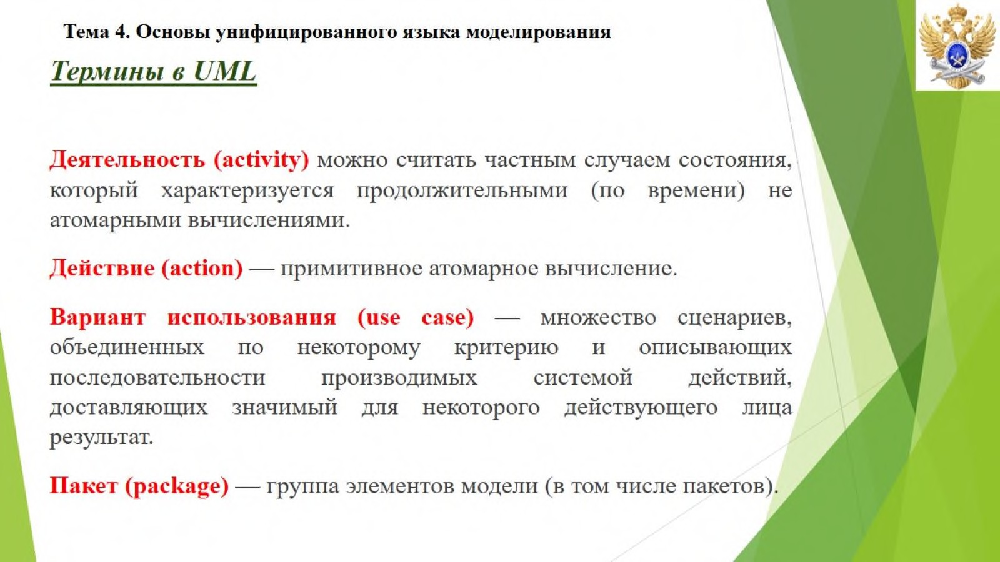 Тема 4. Основы унифицированного языка моделирования
Термины в UML
Деятельность (activity) можно считать частным случаем состояния,
который характеризуется продолжительными (по времени) не
атомарными вычислениями.
Действие (action) — примитивное атомарное вычисление.
Вариант использования (use case) — множество сценариев,
объединенных по некоторому критерию и описывающих
последовательности производимых системой действий,
доставляющих значимый для некоторого действующего лица
результат.
Пакет (package) — группа элементов модели (в том числе пакетов).